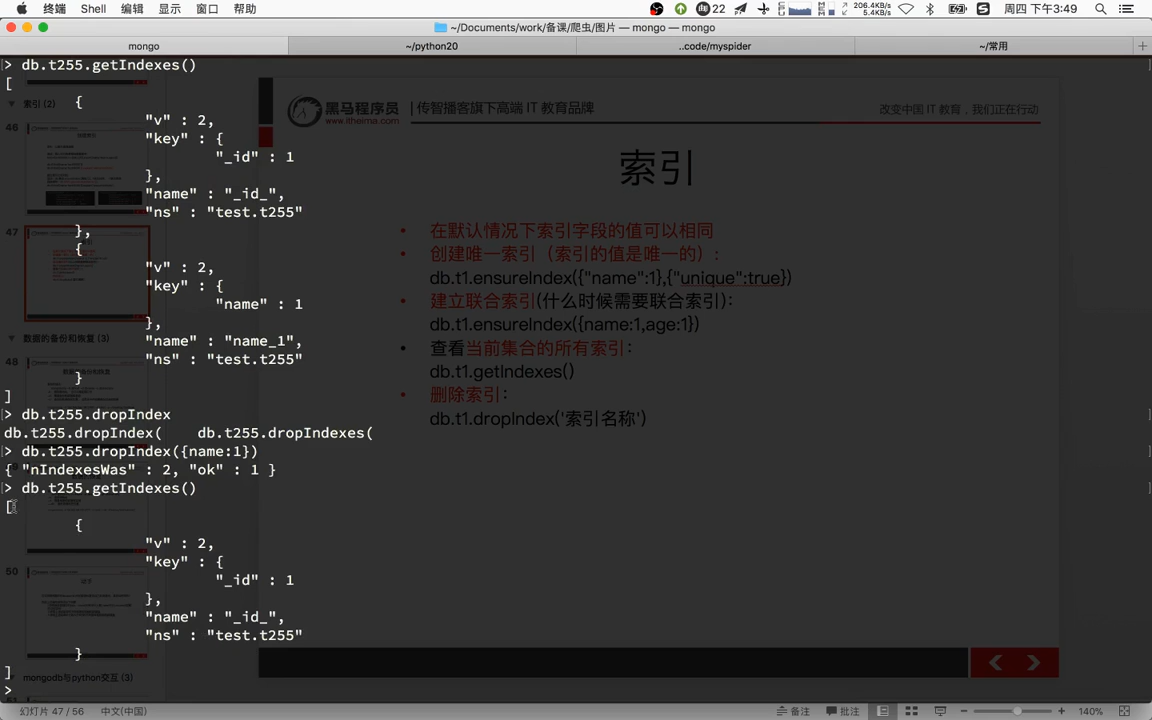 终端 Shell 编辑 显示 窗口 帮助
22
206.4KB/s
5.4KB/s
周四 下午3:49
~/Documents/work/备课/爬虫/图片 — mongo — mongo
mongo
~/python20
..code/myspider
~/常用
> db.t255.getIndexes()
[
{
"v" : 2,
"key" : {
"_id" : 1
},
"name" : "_id_",
"ns" : "test.t255"
},
{
"v" : 2,
"key" : {
"name" : 1
},
"name" : "name_1",
"ns" : "test.t255"
}
]
> db.t255.dropIndex
db.t255.dropIndex( db.t255.dropIndexes(
> db.t255.dropIndex({name:1})
{ "nIndexesWas" : 2, "ok" : 1 }
> db.t255.getIndexes()
[
{
"v" : 2,
"key" : {
"_id" : 1
},
"name" : "_id_",
"ns" : "test.t255"
}
]
>
索引 (2)
46
47
数据的备份和恢复 (3)
48
50
mongodb与python交互 (3)
黑马程序员
www.itheima.com
传智播客旗下高端 IT 教育品牌
改变中国 IT 教育，我们正在行动
索引
• 在默认情况下索引字段的值可以相同
• 创建唯一索引（索引的值是唯一的）:
db.t1.ensureIndex({"name":1},{"unique":true})
• 建立联合索引(什么时候需要联合索引):
db.t1.ensureIndex({name:1,age:1})
• 查看当前集合的所有索引:
db.t1.getIndexes()
• 删除索引:
db.t1.dropIndex('索引名称')
幻灯片 47 / 56 中文(中国)
备注 批注 140%